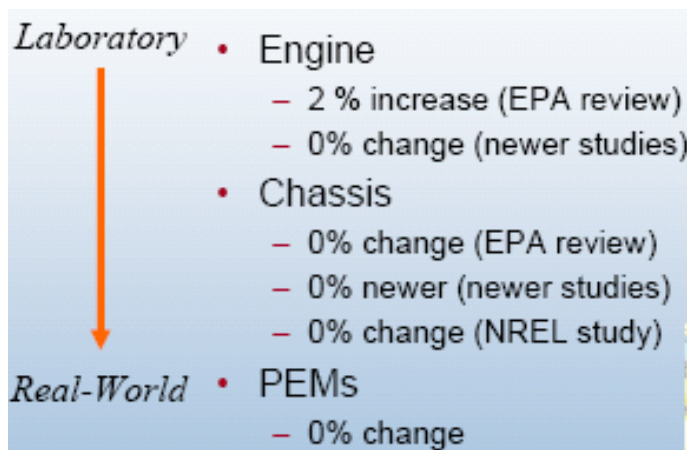 Laboratory
• Engine
– 2 % increase (EPA review)
– 0% change (newer studies)
• Chassis
– 0% change (EPA review)
– 0% newer (newer studies)
– 0% change (NREL study)
Real-World
• PEMs
– 0% change